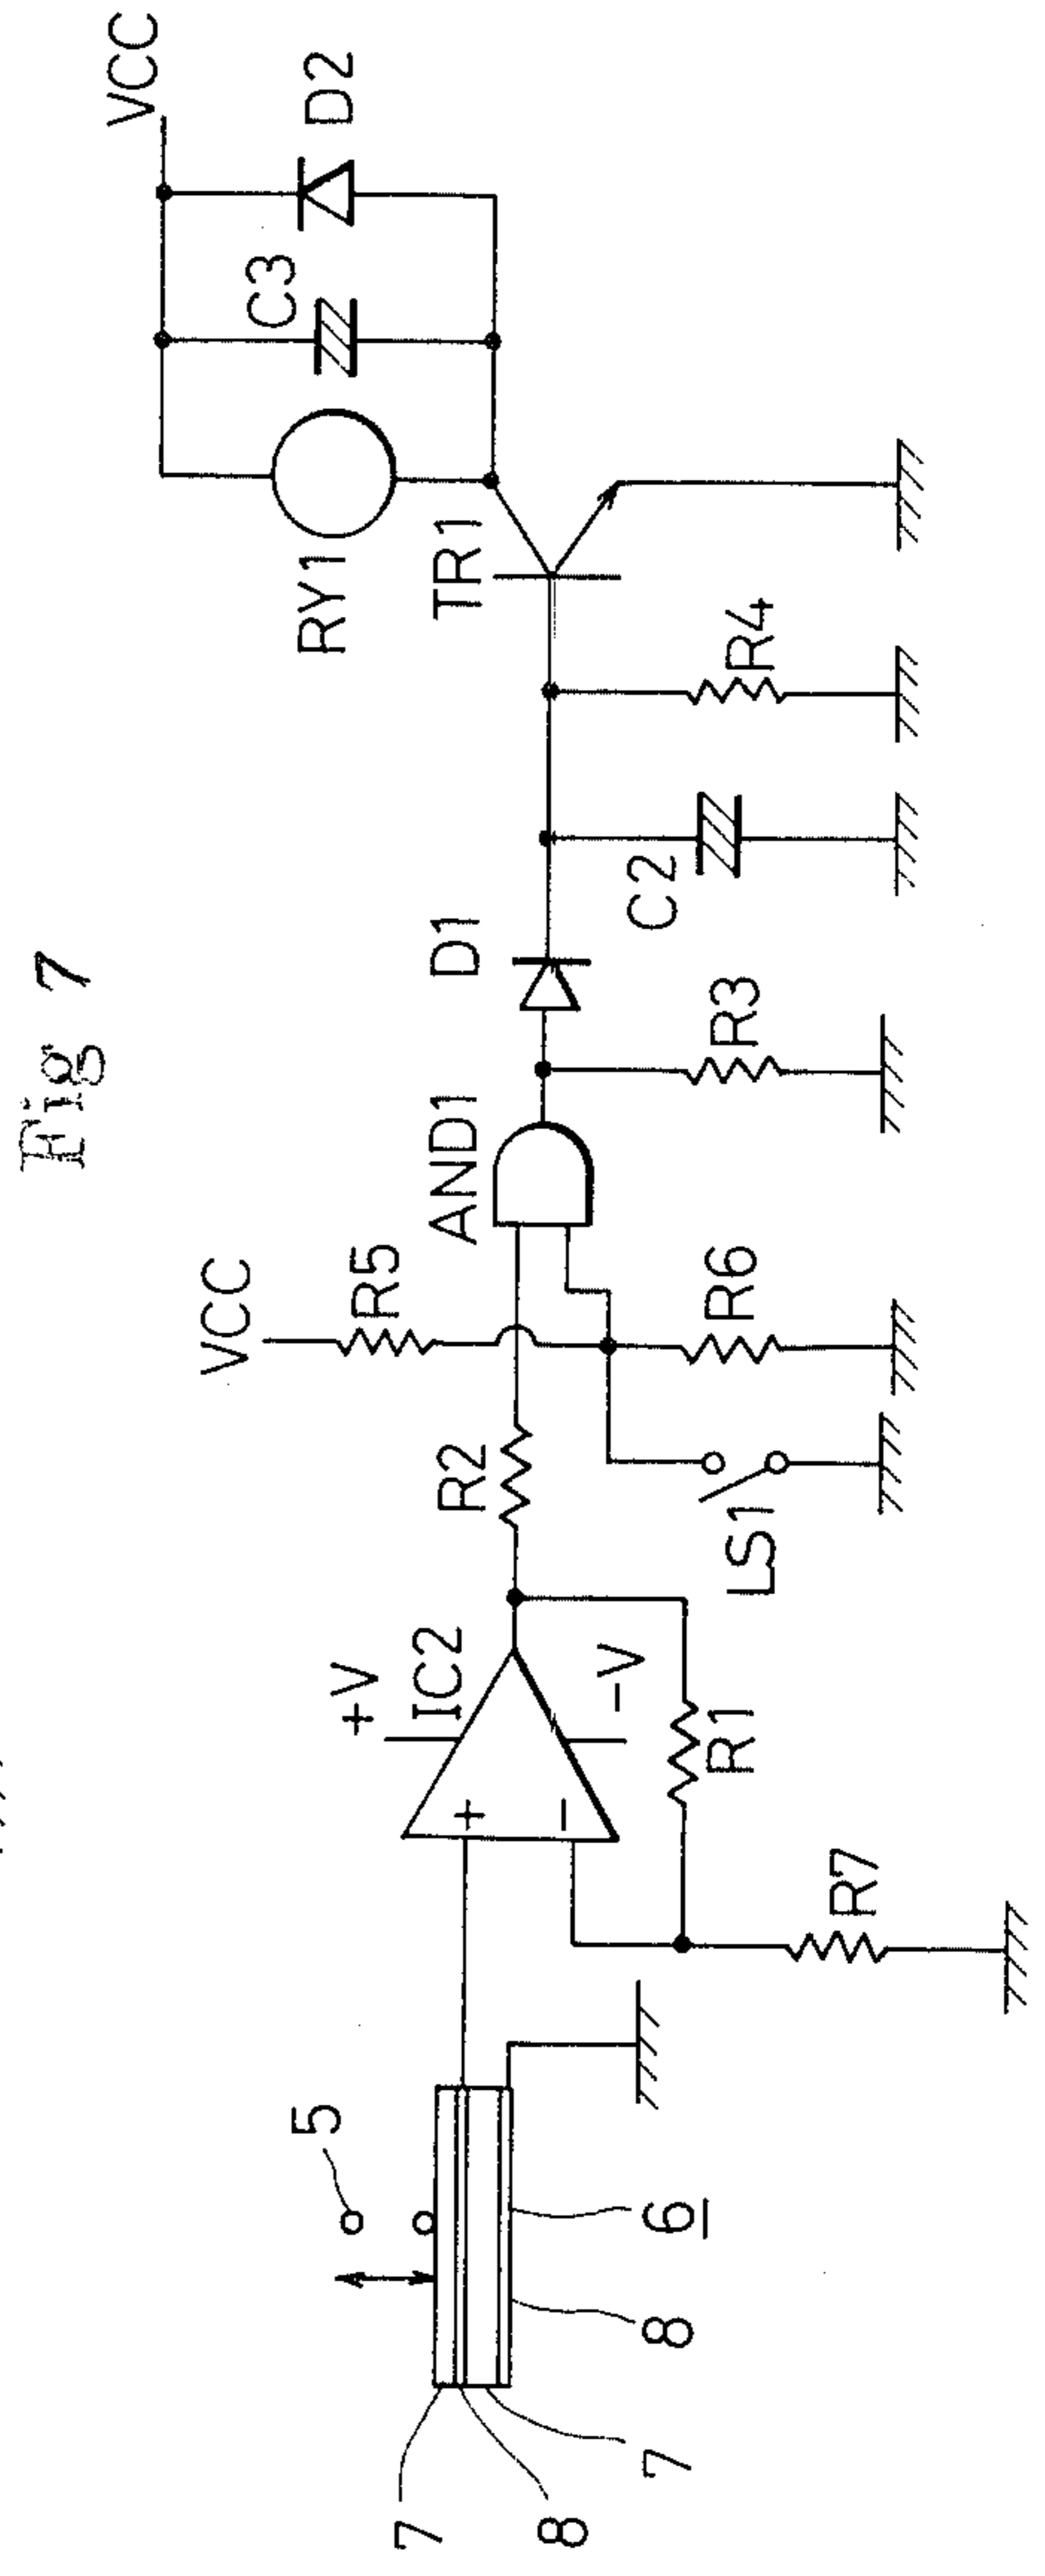 Fig 7
VCC
D2
C3
RY1
TR1
R4
C2
D1
R3
AND1
VCC
R5
R6
R2
LS1
+V
IC2
-V
+
−
R1
R7
5
6
8
7
8
7